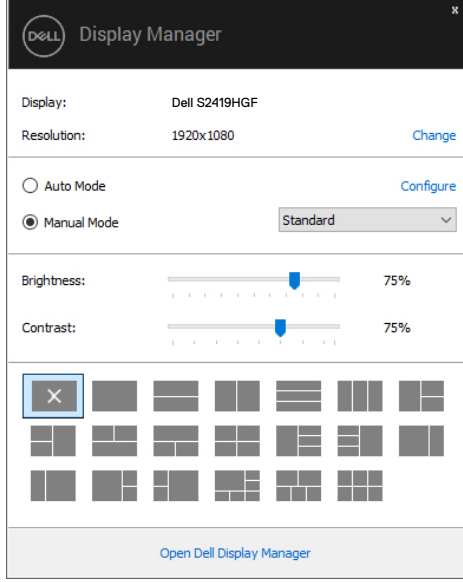 x
DELL Display Manager
Display: Dell S2419HGF
Resolution: 1920x1080 Change
Auto Mode Configure
Manual Mode Standard
Brightness: 75%
Contrast: 75%
Open Dell Display Manager